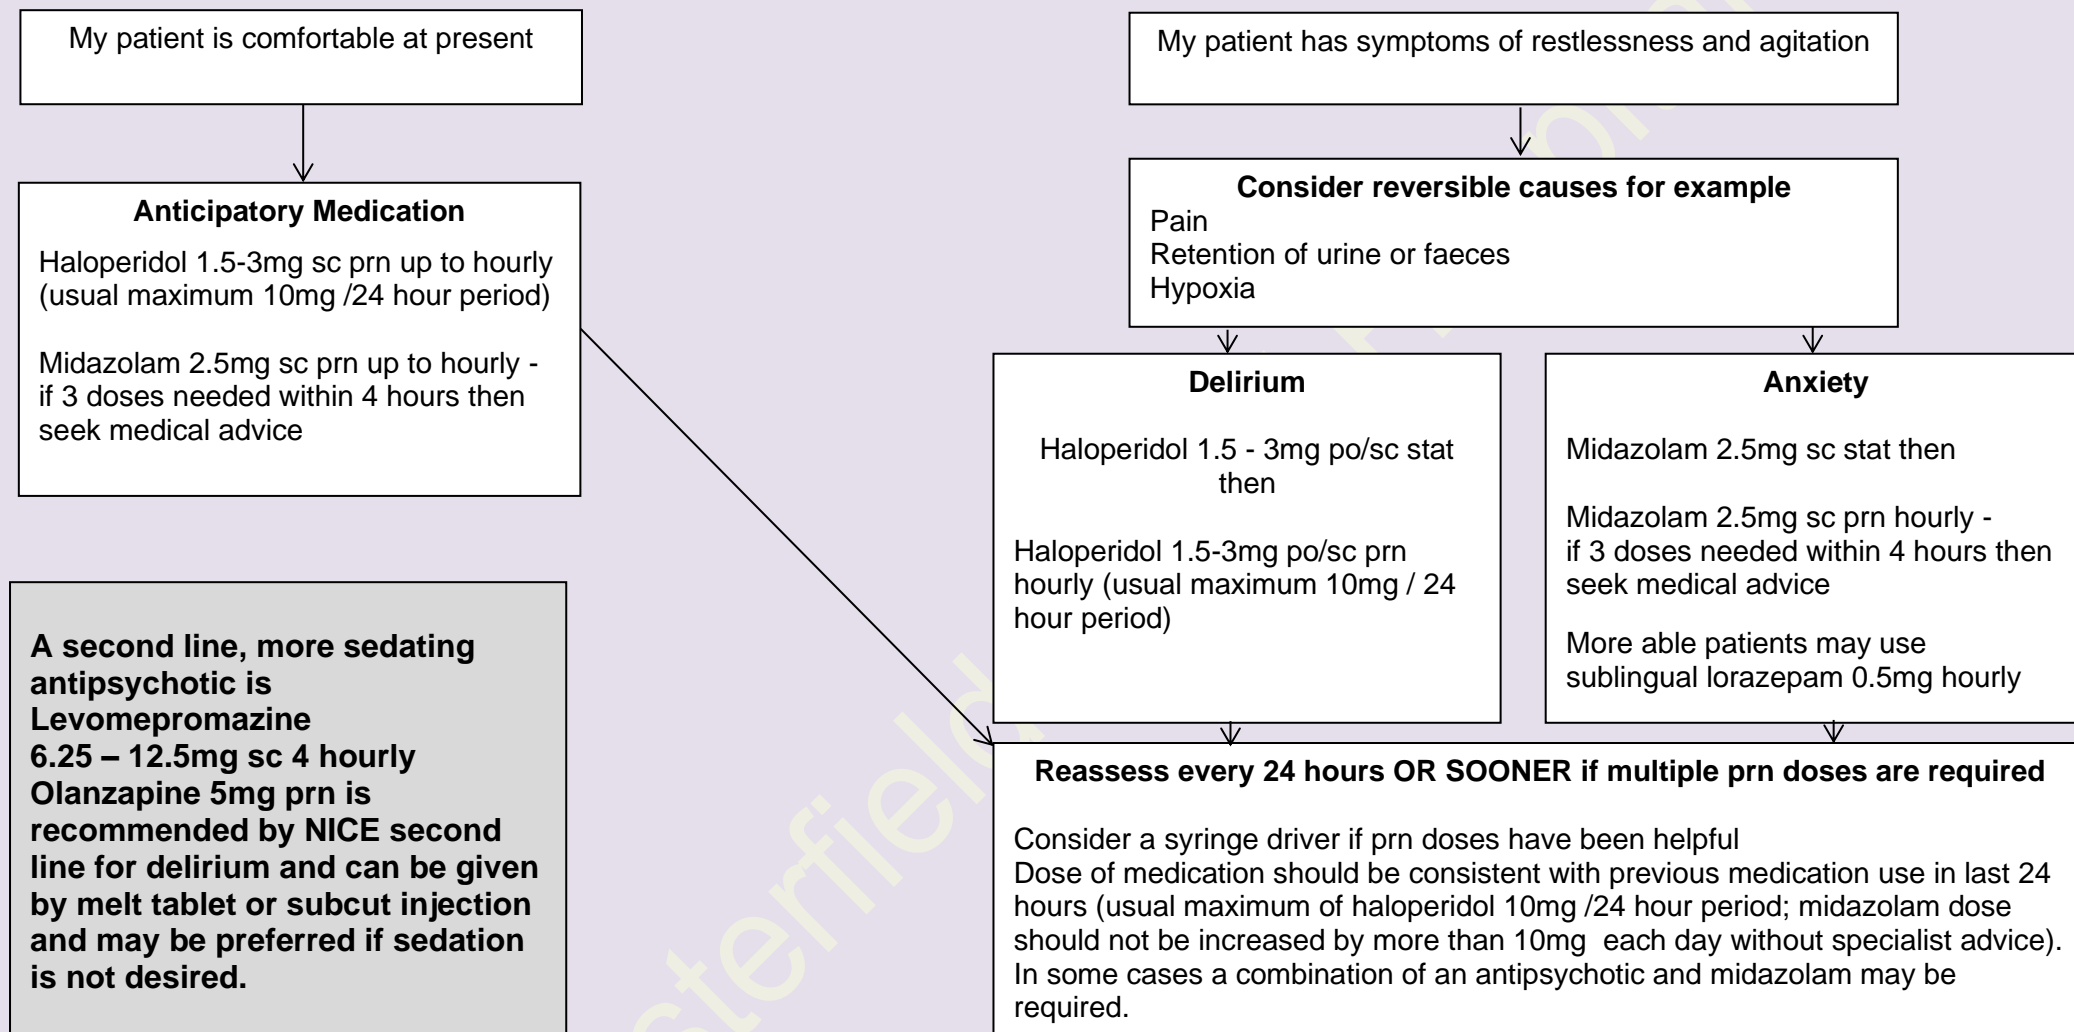 My patient is comfortable at present
Anticipatory Medication
Haloperidol 1.5-3mg sc prn up to hourly
(usual maximum 10mg /24 hour period)
Midazolam 2.5mg sc prn up to hourly -
if 3 doses needed within 4 hours then
seek medical advice
A second line, more sedating
antipsychotic is
Levomepromazine
6.25 – 12.5mg sc 4 hourly
Olanzapine 5mg prn is
recommended by NICE second
line for delirium and can be given
by melt tablet or subcut injection
and may be preferred if sedation
is not desired.
My patient has symptoms of restlessness and agitation
Consider reversible causes for example
Pain
Retention of urine or faeces
Hypoxia
Delirium
Haloperidol 1.5 - 3mg po/sc stat
then
Haloperidol 1.5-3mg po/sc prn
hourly (usual maximum 10mg / 24
hour period)
Anxiety
Midazolam 2.5mg sc stat then
Midazolam 2.5mg sc prn hourly -
if 3 doses needed within 4 hours then
seek medical advice
More able patients may use
sublingual lorazepam 0.5mg hourly
Reassess every 24 hours OR SOONER if multiple prn doses are required
Consider a syringe driver if prn doses have been helpful
Dose of medication should be consistent with previous medication use in last 24
hours (usual maximum of haloperidol 10mg /24 hour period; midazolam dose
should not be increased by more than 10mg  each day without specialist advice).
In some cases a combination of an antipsychotic and midazolam may be
required.